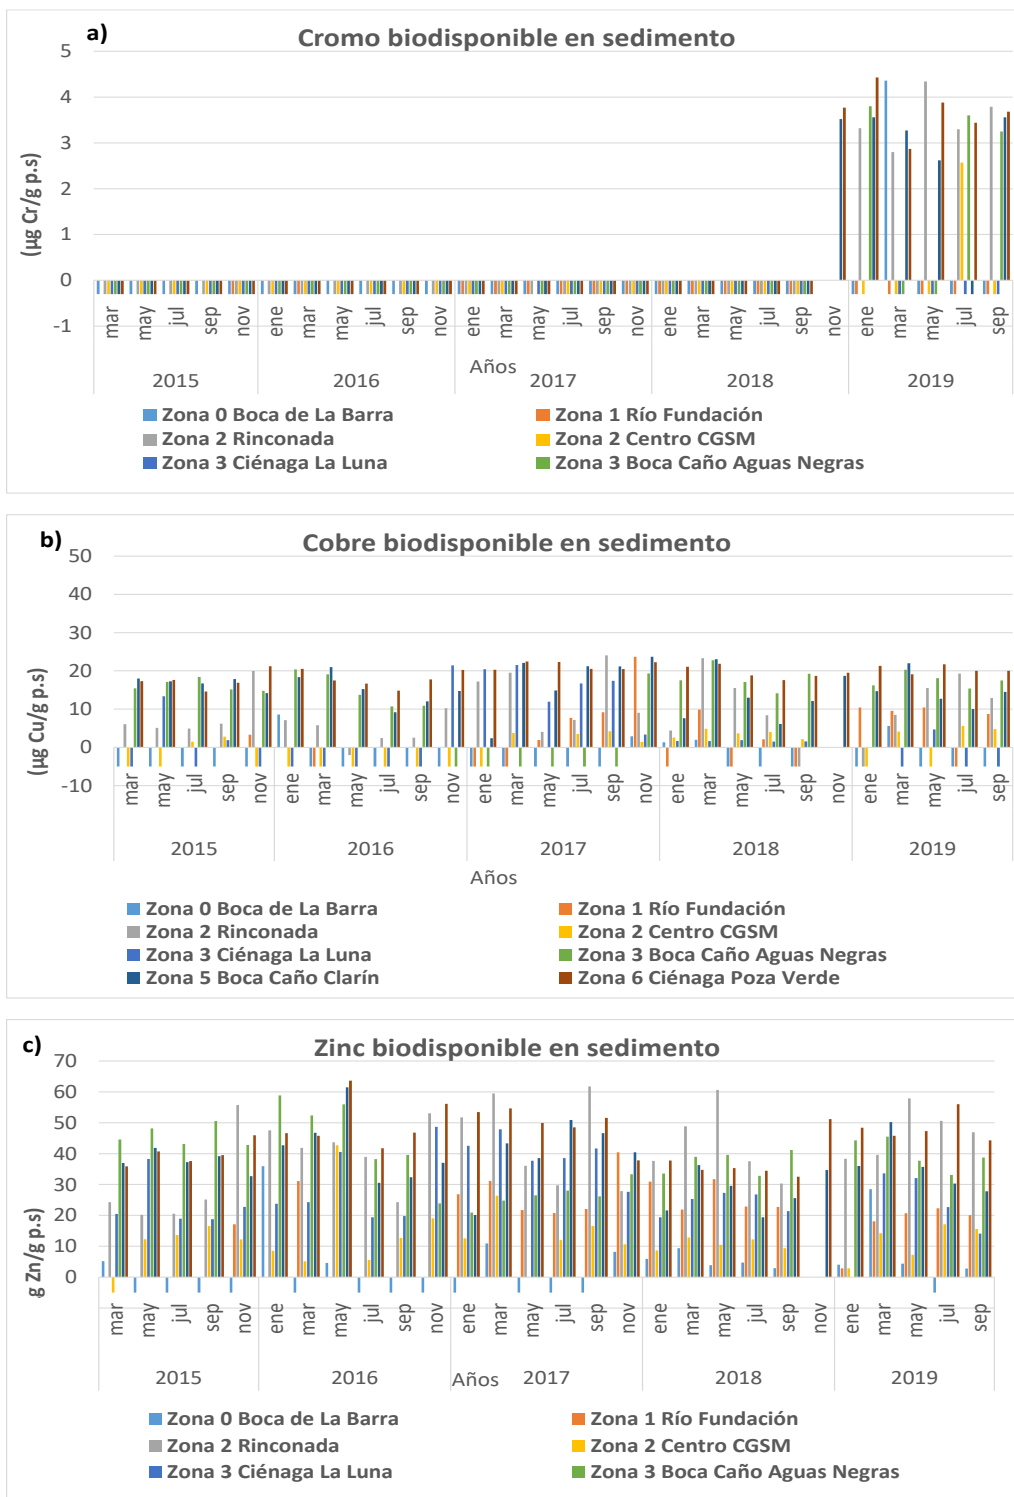 a)
Cromo biodisponible en sedimento
5
4
3
2
1
0
-1
(µg Cr/g p.s)
mar may jul sep nov ene mar may jul sep nov ene mar may jul sep nov ene mar may jul sep nov ene mar may jul sep
2015 2016 2017 2018 2019
Años
Zona 0 Boca de La Barra Zona 1 Río Fundación
Zona 2 Rinconada Zona 2 Centro CGSM
Zona 3 Ciénaga La Luna Zona 3 Boca Caño Aguas Negras
b)
Cobre biodisponible en sedimento
50
40
30
20
10
0
-10
(µg Cu/g p.s)
mar may jul sep nov ene mar may jul sep nov ene mar may jul sep nov ene mar may jul sep nov ene mar may jul sep
2015 2016 2017 2018 2019
Años
Zona 0 Boca de La Barra Zona 1 Río Fundación
Zona 2 Rinconada Zona 2 Centro CGSM
Zona 3 Ciénaga La Luna Zona 3 Boca Caño Aguas Negras
Zona 5 Boca Caño Clarín Zona 6 Ciénaga Poza Verde
c)
Zinc biodisponible en sedimento
70
60
50
40
30
20
10
0
g Zn/g p.s)
mar may jul sep nov ene mar may jul sep nov ene mar may jul sep nov ene mar may jul sep nov ene mar may jul sep
2015 2016 2017 2018 2019
Años
Zona 0 Boca de La Barra Zona 1 Río Fundación
Zona 2 Rinconada Zona 2 Centro CGSM
Zona 3 Ciénaga La Luna Zona 3 Boca Caño Aguas Negras